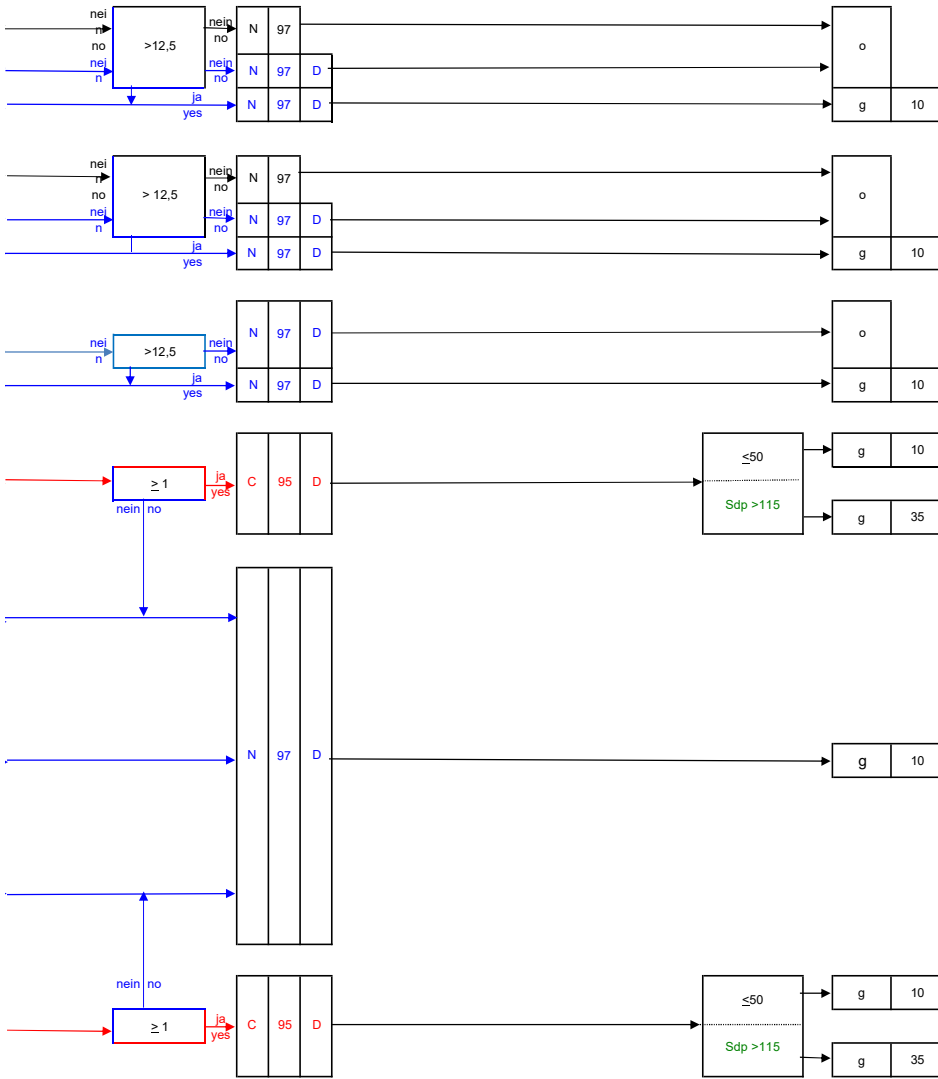 nei
n
no
>12,5
nein
no
N 97
o
nei
n
nein
no
N 97 D
ja
yes
N 97 D
g 10
nei
n
no
> 12,5
nein
no
N 97
o
nei
n
nein
no
N 97 D
ja
yes
N 97 D
g 10
nei
n
>12,5
nein
no
N 97 D
o
ja
yes
N 97 D
g 10
≥ 1
ja
yes
C 95 D
≤50
Sdp >115
g 10
g 35
nein no
N 97 D
g 10
nein no
≥ 1
ja
yes
C 95 D
≤50
Sdp >115
g 10
g 35